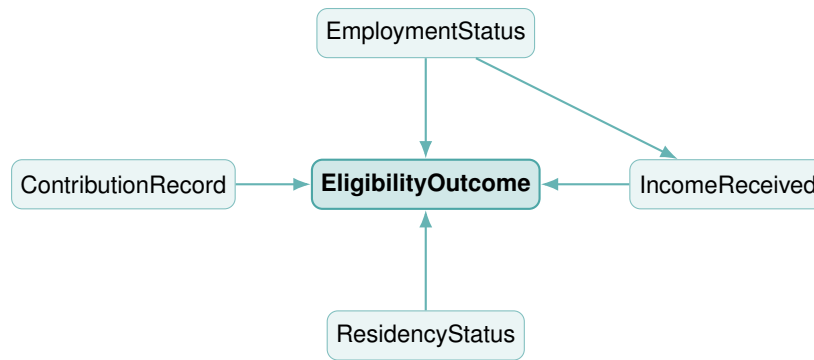 EmploymentStatus
ContributionRecord
EligibilityOutcome
IncomeReceived
ResidencyStatus